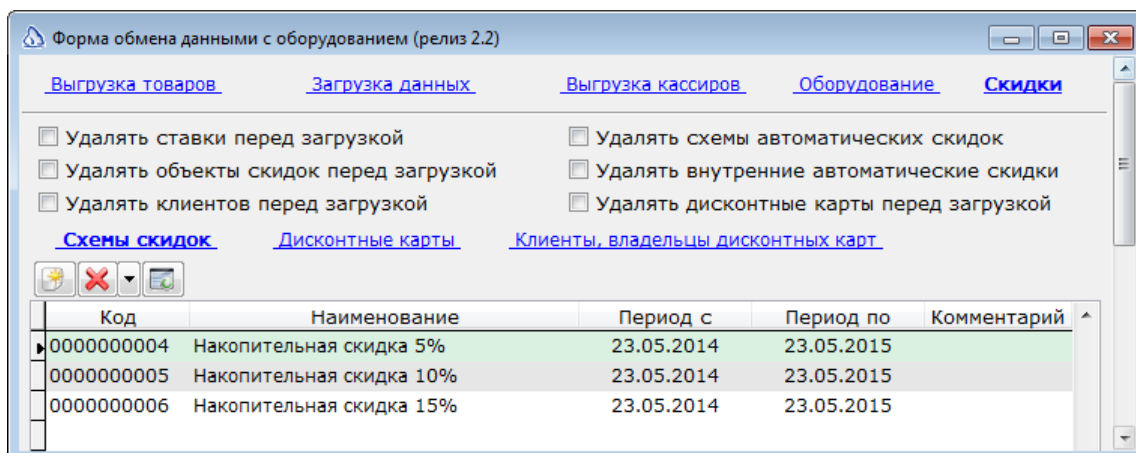 Форма обмена данными с оборудованием (релиз 2.2)
Выгрузка товаров Загрузка данных Выгрузка кассиров Оборудование Скидки
Удалять ставки перед загрузкой Удалять схемы автоматических скидок
Удалять объекты скидок перед загрузкой Удалять внутренние автоматические скидки
Удалять клиентов перед загрузкой Удалять дисконтные карты перед загрузкой
Схемы скидок Дисконтные карты Клиенты, владельцы дисконтных карт
Код Наименование Период с Период по Комментарий
0000000004 Накопительная скидка 5% 23.05.2014 23.05.2015
0000000005 Накопительная скидка 10% 23.05.2014 23.05.2015
0000000006 Накопительная скидка 15% 23.05.2014 23.05.2015